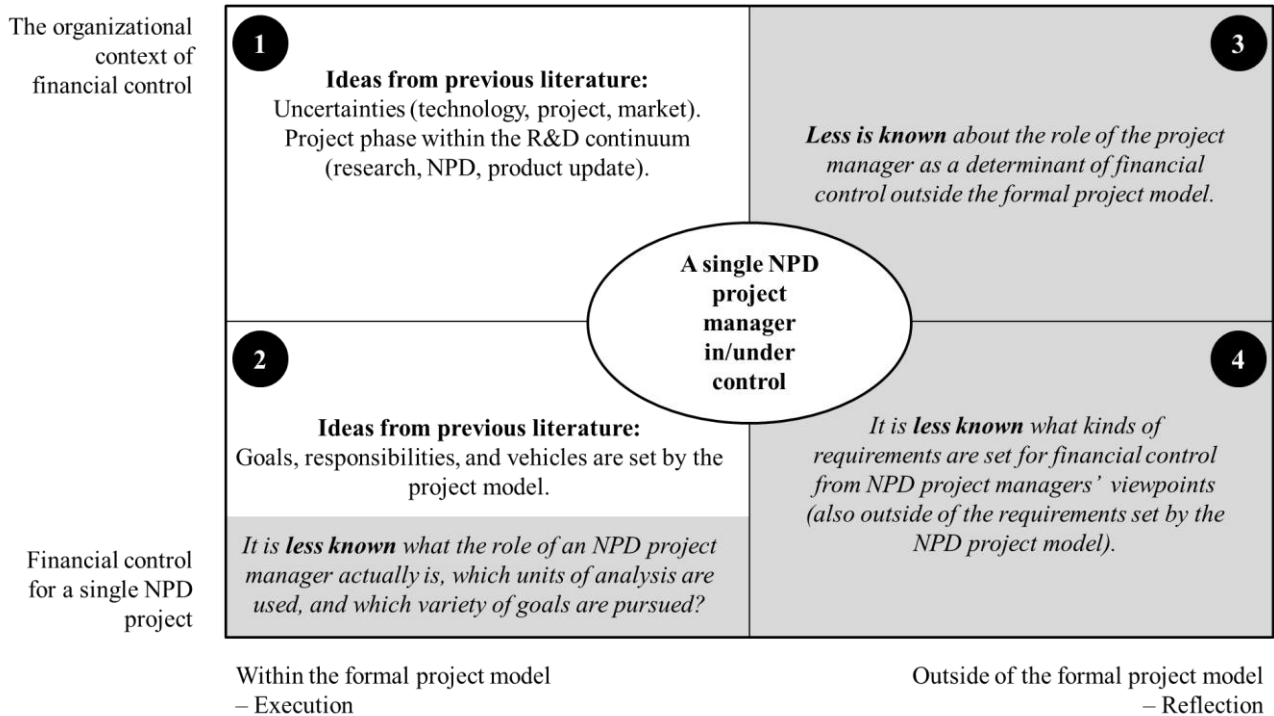 The organizational
context of
financial control
1
Ideas from previous literature:
Uncertainties (technology, project, market).
Project phase within the R&D continuum
(research, NPD, product update).
3
Less is known about the role of the project
manager as a determinant of financial
control outside the formal project model.
A single NPD
project
manager
in/under
control
2
Ideas from previous literature:
Goals, responsibilities, and vehicles are set by the
project model.
It is less known what the role of an NPD project
manager actually is, which units of analysis are
used, and which variety of goals are pursued?
4
It is less known what kinds of
requirements are set for financial control
from NPD project managers’ viewpoints
(also outside of the requirements set by the
NPD project model).
Financial control
for a single NPD
project
Within the formal project model
– Execution
Outside of the formal project model
– Reflection